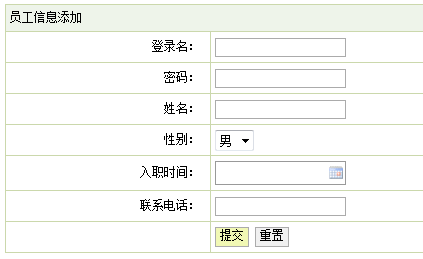 员工信息添加
登录名：
密码：
姓名：
性别： 男
入职时间：
联系电话：
提交 重置